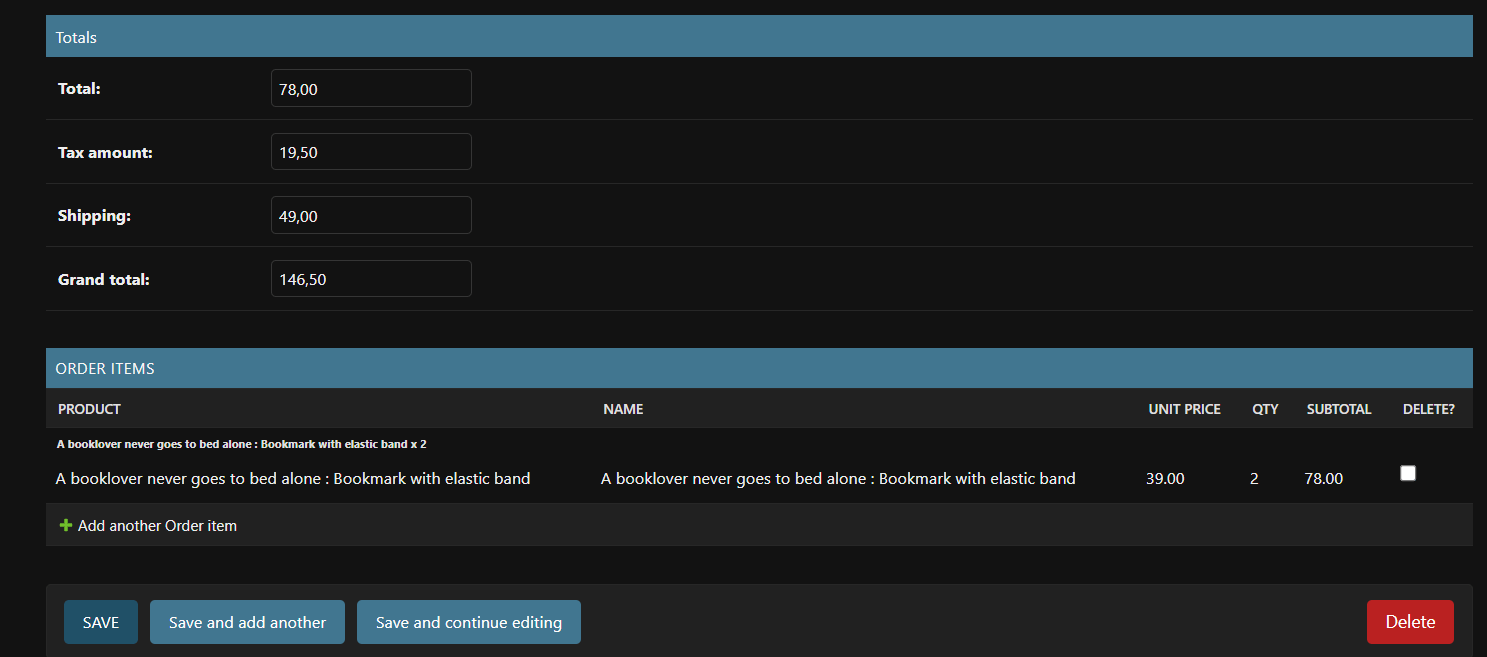 Totals
Total: 78,00
Tax amount: 19,50
Shipping: 49,00
Grand total: 146,50
ORDER ITEMS
PRODUCT NAME UNIT PRICE QTY SUBTOTAL DELETE?
A booklover never goes to bed alone : Bookmark with elastic band x 2
A booklover never goes to bed alone : Bookmark with elastic band A booklover never goes to bed alone : Bookmark with elastic band 39.00 2 78.00
Add another Order item
SAVE Save and add another Save and continue editing Delete